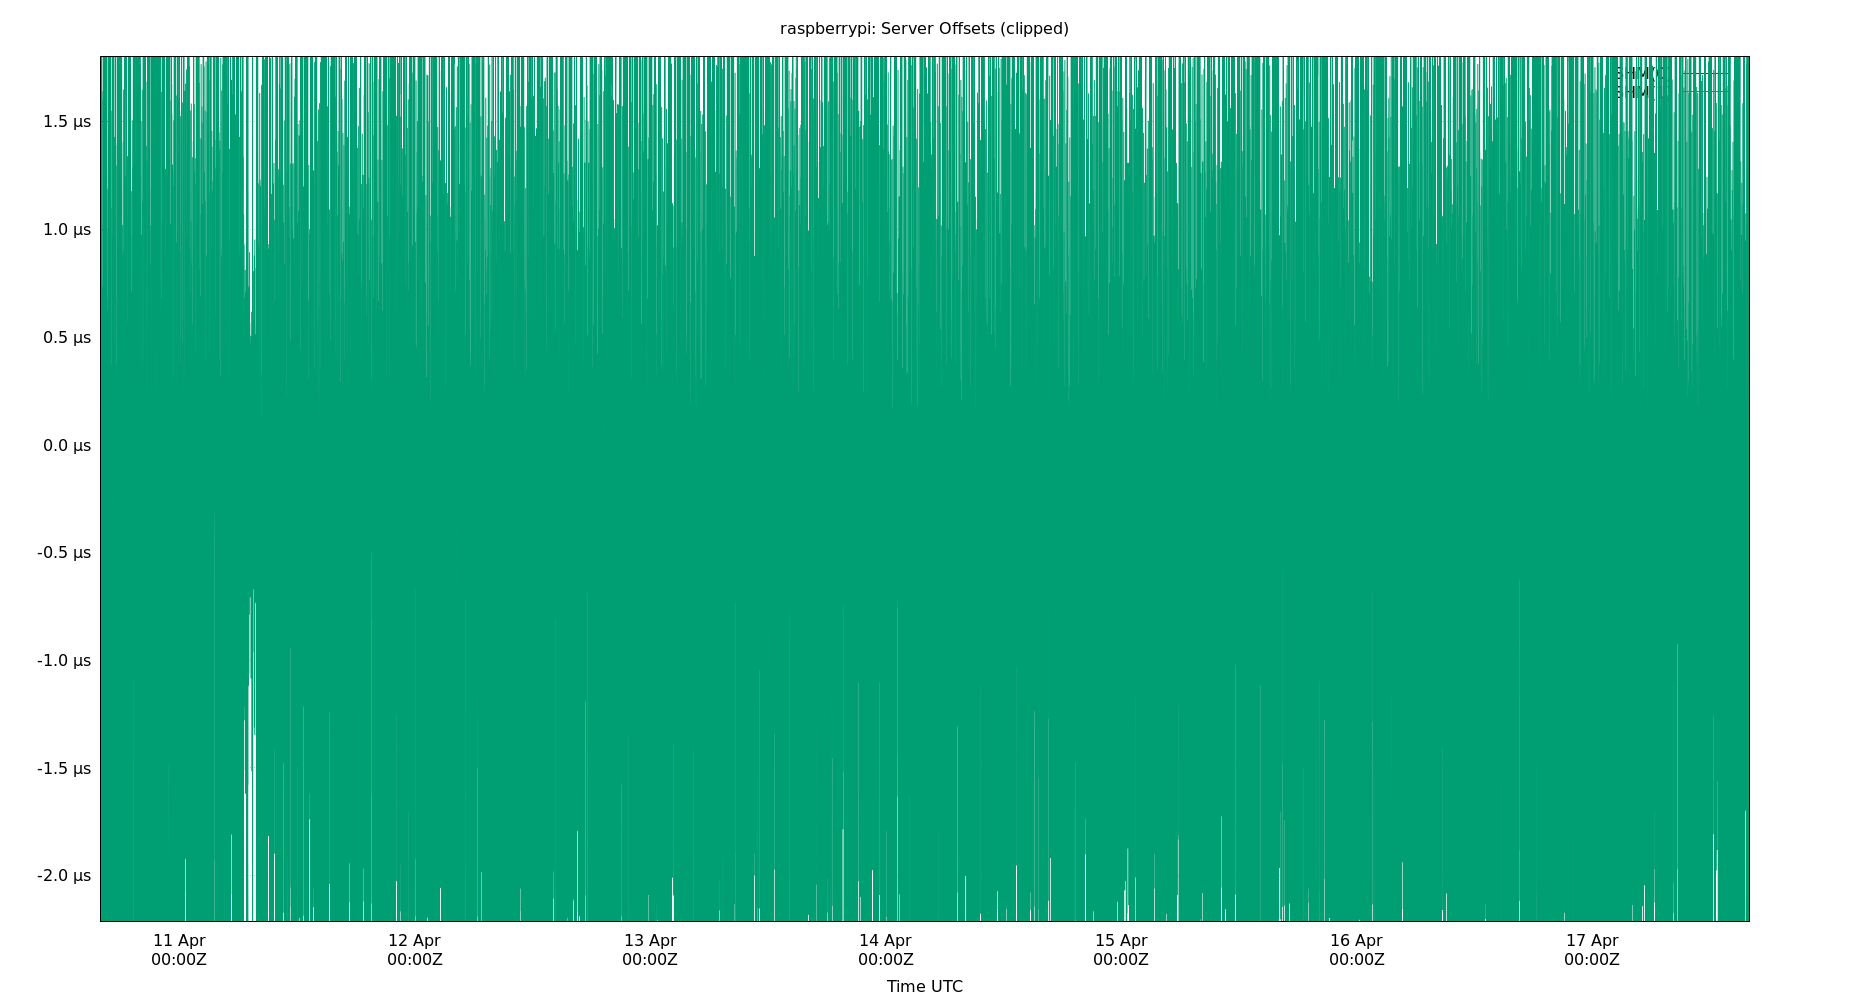 raspberrypi: Server Offsets (clipped)
1.5 µs
1.0 µs
0.5 µs
0.0 µs
-0.5 µs
-1.0 µs
-1.5 µs
-2.0 µs
11 Apr 12 Apr 13 Apr 14 Apr 15 Apr 16 Apr 17 Apr
00:00Z 00:00Z 00:00Z 00:00Z 00:00Z 00:00Z 00:00Z
Time UTC